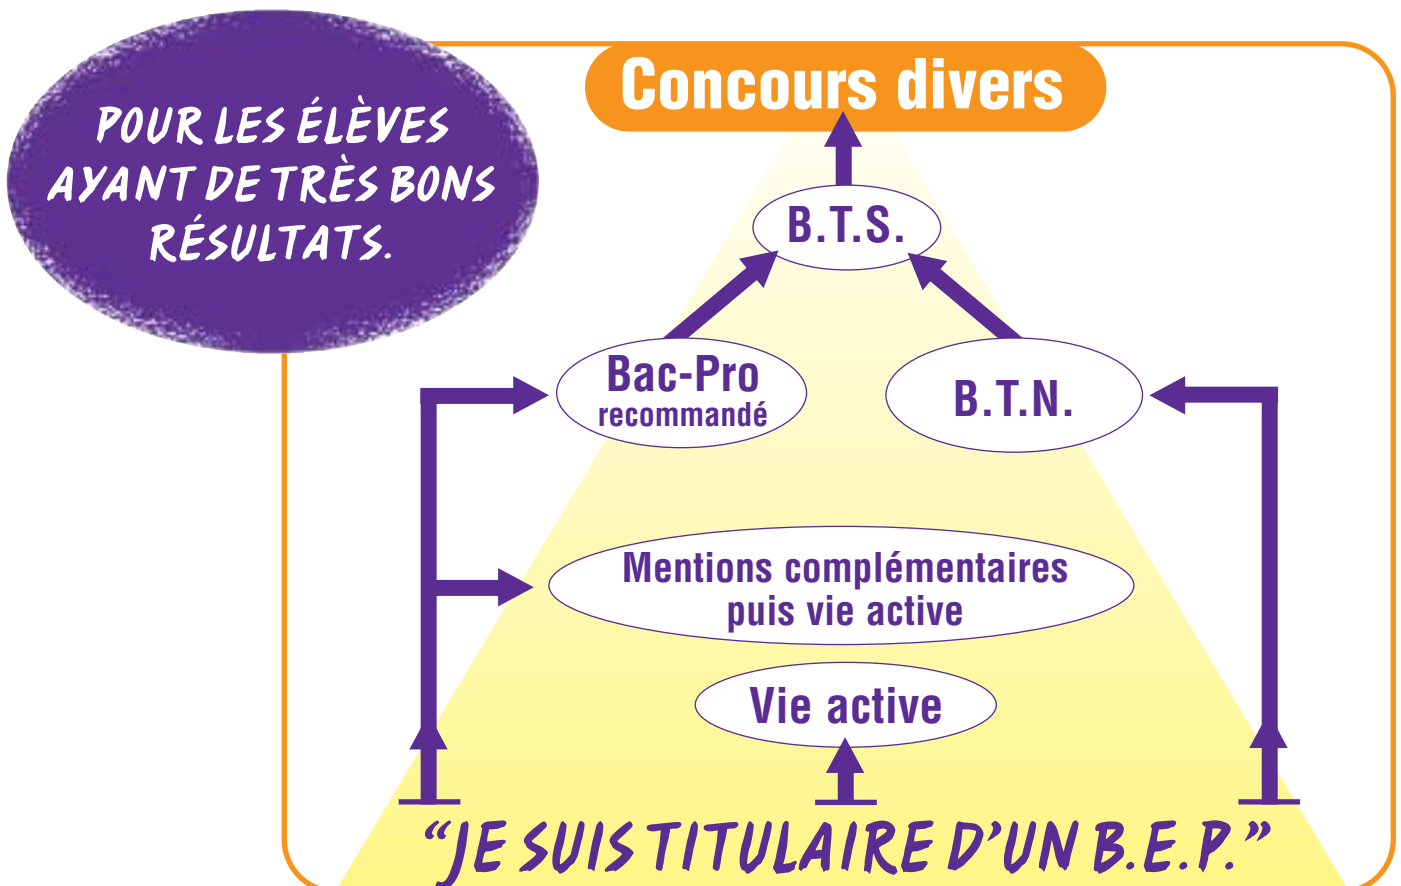 POUR LES ÉLÈVES
AYANT DE TRÈS BONS
RÉSULTATS.
Concours divers
B.T.S.
Bac-Pro
recommandé
B.T.N.
Mentions complémentaires
puis vie active
Vie active
“JE SUIS TITULAIRE D’UN B.E.P.”